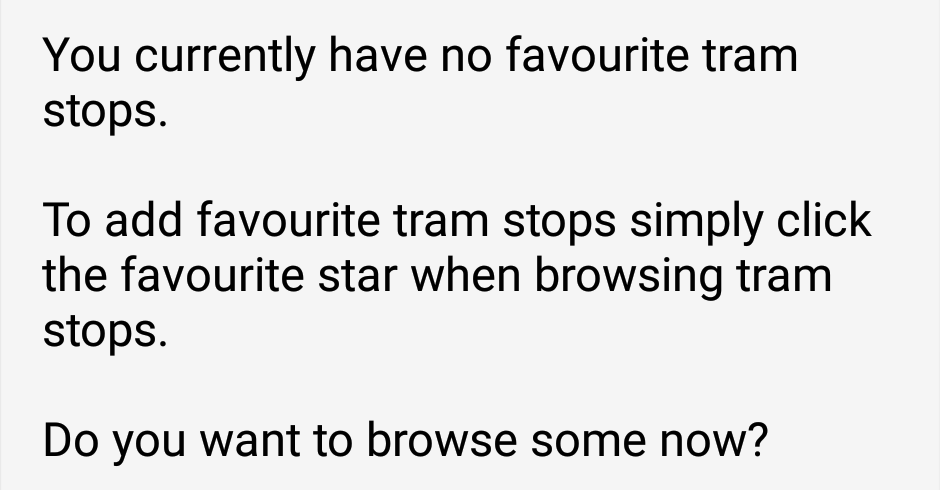 You currently have no favourite tram
stops.
To add favourite tram stops simply click
the favourite star when browsing tram
stops.
Do you want to browse some now?